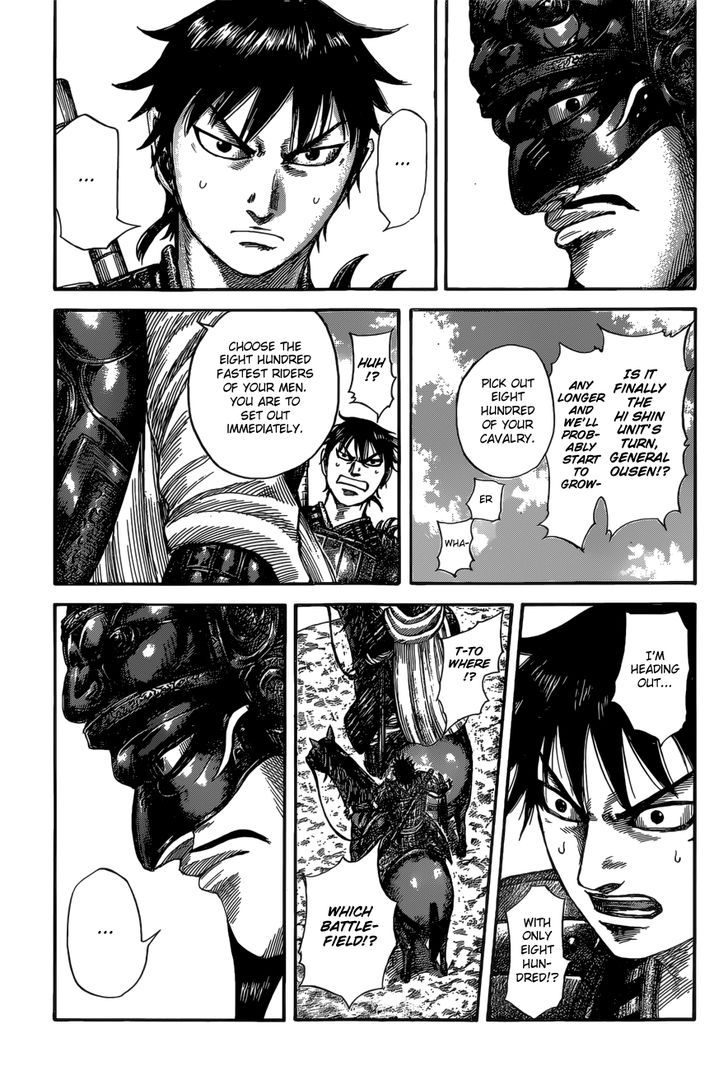 ...
...
IS IT
FINALLY
THE
HI SHIN
UNIT'S
TURN,
GENERAL
OUSEN!?
ANY
LONGER
AND
WE'LL
PROB-
ABLY
START
TO
GROW-
PICK OUT
EIGHT
HUNDRED
OF YOUR
CAVALRY.
ER
WHA-
HUH
!?
CHOOSE THE
EIGHT HUNDRED
FASTEST RIDERS
OF YOUR MEN.
YOU ARE TO
SET OUT
IMMEDIATELY.
I'M
HEADING
OUT...
WITH
ONLY
EIGHT
HUN-
DRED!?
T-TO
WHERE
!?
WHICH
BATTLE-
FIELD!?
...